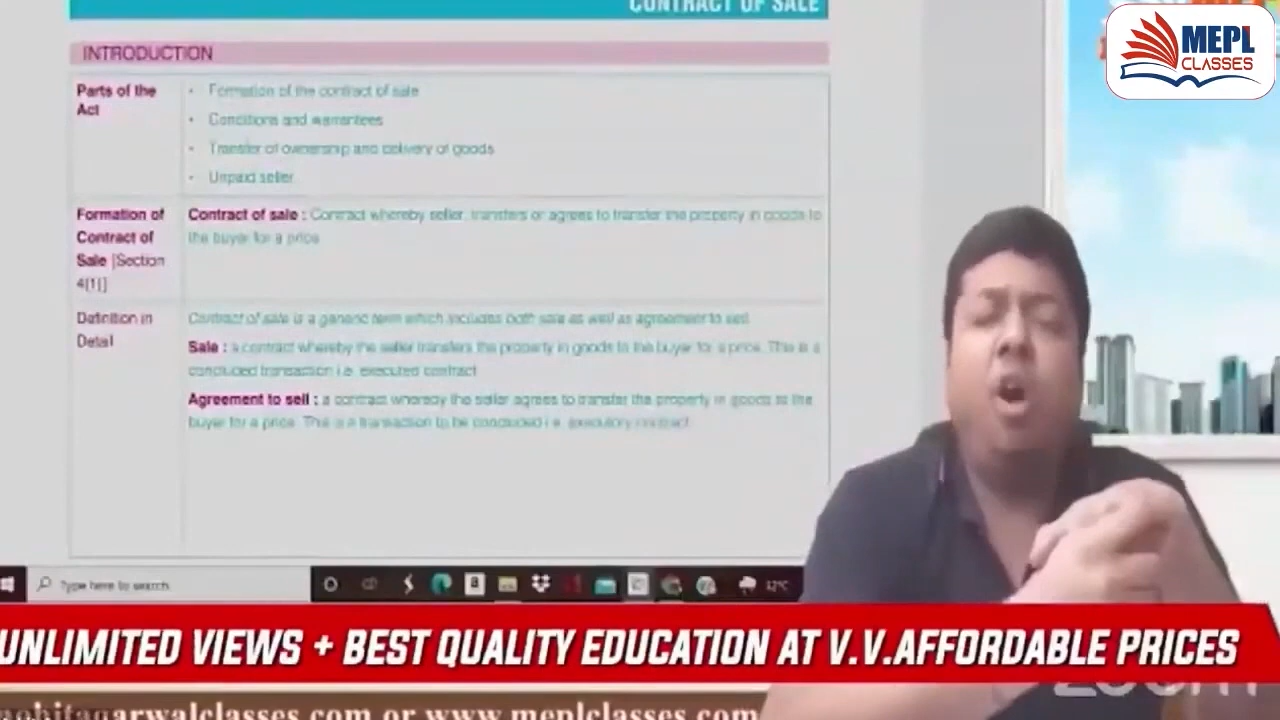 CONTRACT OF SALE
MEPL
CLASSES
INTRODUCTION
Parts of the
Act
• Formation of the contract of sale
• Conditions and warrantees
• Transfer of ownership and delivery of goods
• Unpaid seller
Formation of
Contract of
Sale [Section
4(1)]
Contract of sale : Contract whereby seller, transfers or agrees to transfer the property in goods to
the buyer for a price
Definition in
Detail
Contract of sale is a generic term which includes both sale as well as agreement to sell
Sale : a contract whereby the seller transfers the property in goods to the buyer for a price. This is a
concluded transaction i.e. executed contract
Agreement to sell : a contract whereby the seller agrees to transfer the property in goods to the
buyer for a price. This is a transaction to be concluded i.e. executory contract
Type here to search
12°C
UNLIMITED VIEWS + BEST QUALITY EDUCATION AT V.V.AFFORDABLE PRICES
zoom
or www.meplclasses.com